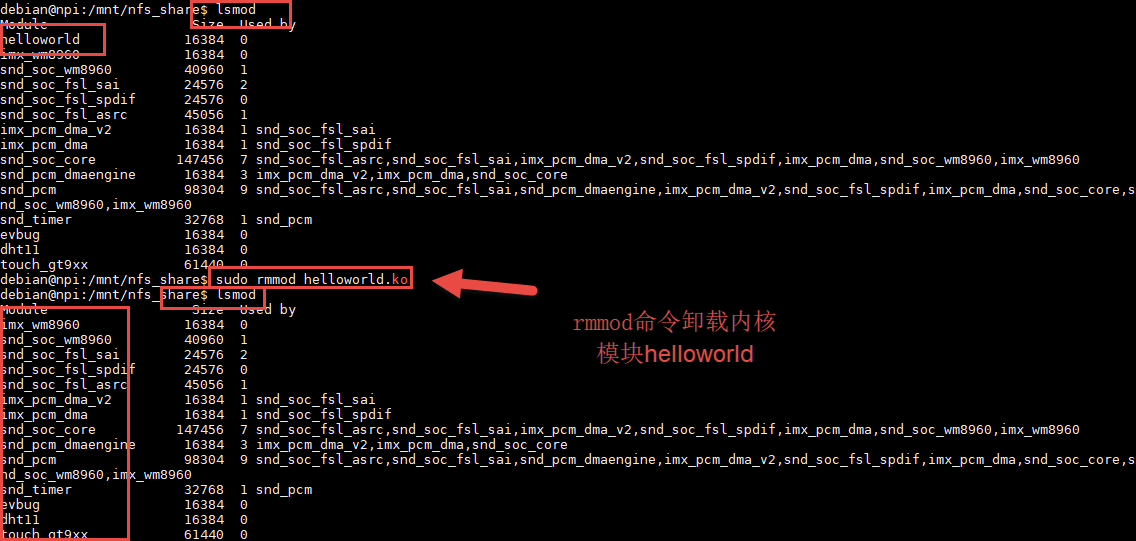 debian@npi:/mnt/nfs_share$ lsmod
Module                  Size  Used by
helloworld             16384  0
imx_wm8960             16384  0
snd_soc_wm8960         40960  1
snd_soc_fsl_sai        24576  2
snd_soc_fsl_spdif      24576  0
snd_soc_fsl_asrc       45056  1
imx_pcm_dma_v2         16384  1 snd_soc_fsl_sai
imx_pcm_dma            16384  1 snd_soc_fsl_spdif
snd_soc_core          147456  7 snd_soc_fsl_asrc,snd_soc_fsl_sai,imx_pcm_dma_v2,snd_soc_fsl_spdif,imx_pcm_dma,snd_soc_wm8960,imx_wm8960
snd_pcm_dmaengine      16384  3 imx_pcm_dma_v2,imx_pcm_dma,snd_soc_core
snd_pcm                98304  9 snd_soc_fsl_asrc,snd_soc_fsl_sai,snd_pcm_dmaengine,imx_pcm_dma_v2,snd_soc_fsl_spdif,imx_pcm_dma,snd_soc_core,s
nd_soc_wm8960,imx_wm8960
snd_timer              32768  1 snd_pcm
evbug                  16384  0
dht11                  16384  0
touch_gt9xx            61440  0
debian@npi:/mnt/nfs_share$ sudo rmmod helloworld.ko
debian@npi:/mnt/nfs_share$ lsmod
Module                  Size  Used by
imx_wm8960             16384  0
snd_soc_wm8960         40960  1
snd_soc_fsl_sai        24576  2
snd_soc_fsl_spdif      24576  0
snd_soc_fsl_asrc       45056  1
imx_pcm_dma_v2         16384  1 snd_soc_fsl_sai
imx_pcm_dma            16384  1 snd_soc_fsl_spdif
snd_soc_core          147456  7 snd_soc_fsl_asrc,snd_soc_fsl_sai,imx_pcm_dma_v2,snd_soc_fsl_spdif,imx_pcm_dma,snd_soc_wm8960,imx_wm8960
snd_pcm_dmaengine      16384  3 imx_pcm_dma_v2,imx_pcm_dma,snd_soc_core
snd_pcm                98304  9 snd_soc_fsl_asrc,snd_soc_fsl_sai,snd_pcm_dmaengine,imx_pcm_dma_v2,snd_soc_fsl_spdif,imx_pcm_dma,snd_soc_core,s
nd_soc_wm8960,imx_wm8960
snd_timer              32768  1 snd_pcm
evbug                  16384  0
dht11                  16384  0
touch_gt9xx            61440  0
rmmod命令卸载内核
模块helloworld